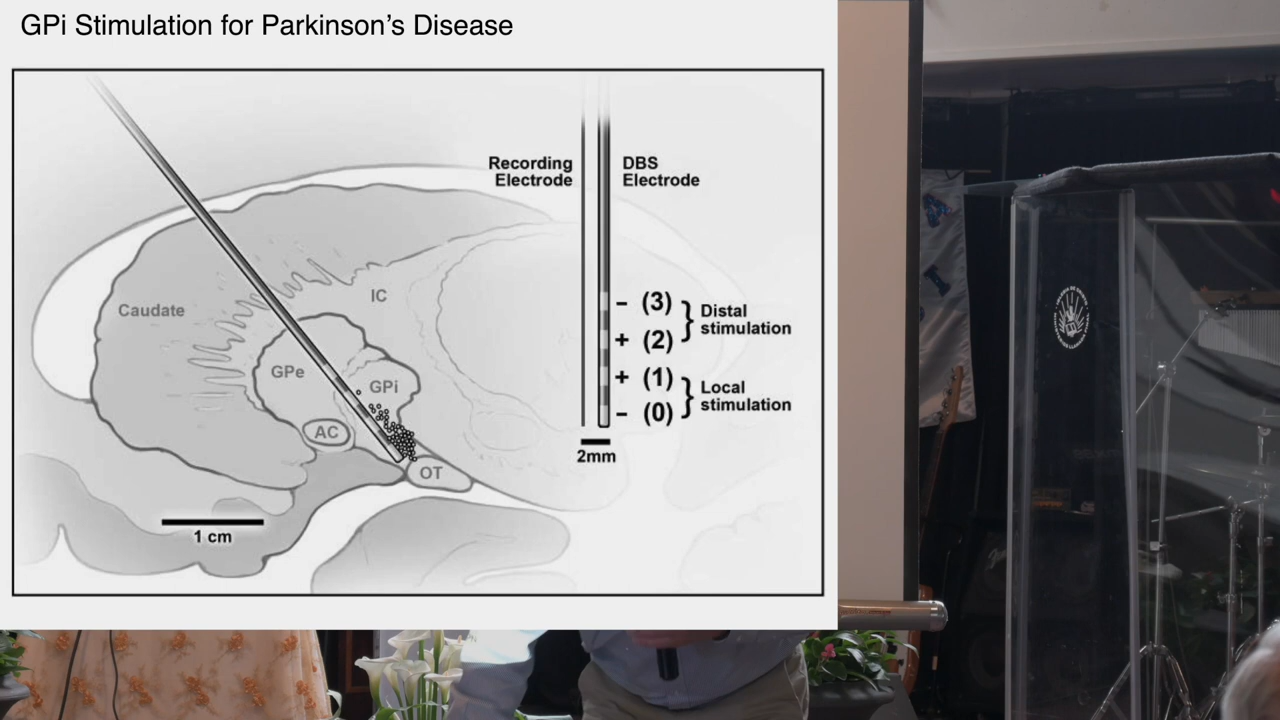 GPi Stimulation for Parkinson's Disease
Recording
Electrode
DBS
Electrode
− (3)
+ (2)
Distal
stimulation
+ (1)
− (0)
Local
stimulation
2mm
Caudate
IC
GPe
GPi
AC
OT
1 cm
A
I